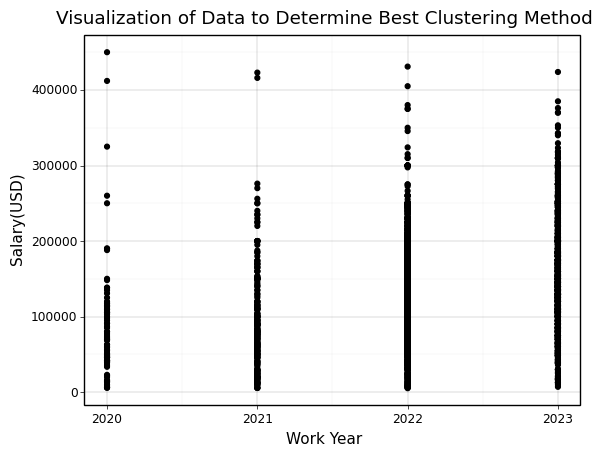 Visualization of Data to Determine Best Clustering Method
400000
300000
200000
100000
0
Salary(USD)
2020 2021 2022 2023
Work Year